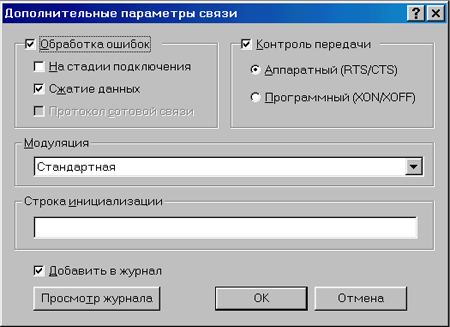 Дополнительные параметры связи
Обработка ошибок
На стадии подключения
Сжатие данных
Протокол сотовой связи
Контроль передачи
Аппаратный (RTS/CTS)
Программный (XON/XOFF)
Модуляция
Стандартная
Строка инициализации
Добавить в журнал
Просмотр журнала
OK
Отмена